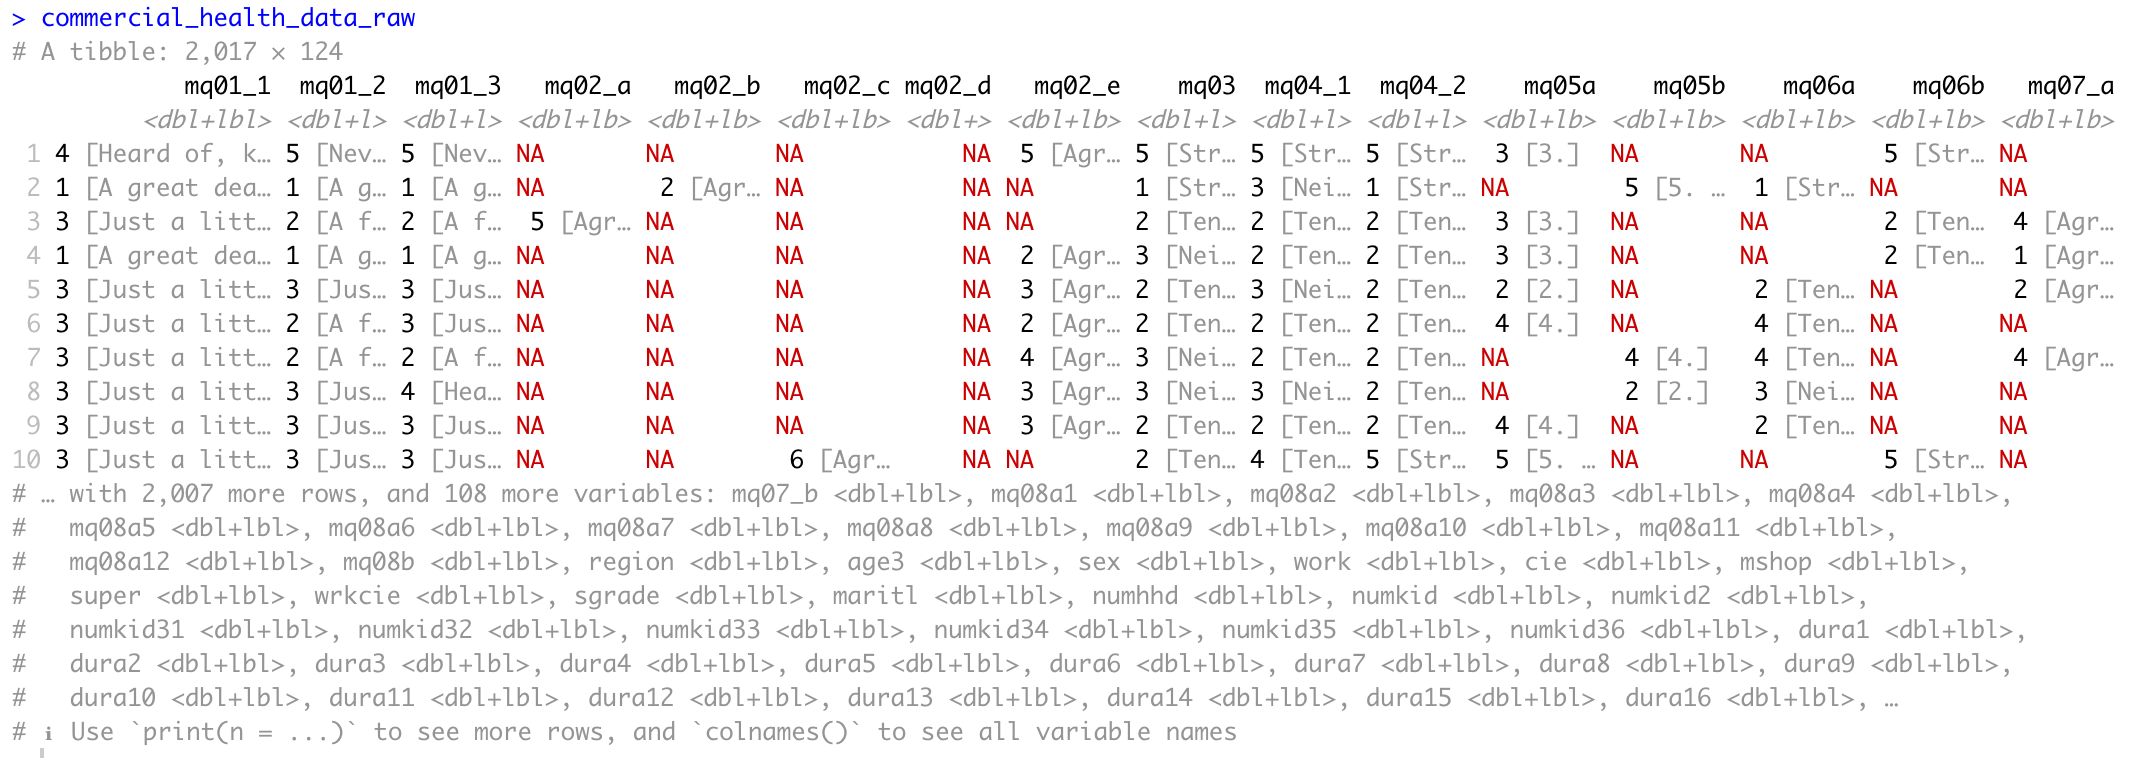 > commercial_health_data_raw
# A tibble: 2,017 × 124
mq01_1 mq01_2 mq01_3 mq02_a mq02_b mq02_c mq02_d mq02_e mq03 mq04_1 mq04_2 mq05a mq05b mq06a mq06b mq07_a
<dbl+lbl> <dbl+l> <dbl+l> <dbl+lb> <dbl+lb> <dbl+lb> <dbl+> <dbl+lb> <dbl+l> <dbl+l> <dbl+l> <dbl+lb> <dbl+lb> <dbl+lb> <dbl+lb> <dbl+lb>
1 4 [Heard of, k… 5 [Nev… 5 [Nev… NA NA NA NA 5 [Agr… 5 [Str… 5 [Str… 5 [Str… 3 [3.] NA NA 5 [Str… NA
2 1 [A great dea… 1 [A g… 1 [A g… NA 2 [Agr… NA NA NA 1 [Str… 3 [Nei… 1 [Str… NA 5 [5. … 1 [Str… NA NA
3 3 [Just a litt… 2 [A f… 2 [A f… 5 [Agr… NA NA NA NA 2 [Ten… 2 [Ten… 2 [Ten… 3 [3.] NA NA 2 [Ten… 4 [Agr…
4 1 [A great dea… 1 [A g… 1 [A g… NA NA NA NA 2 [Agr… 3 [Nei… 2 [Ten… 2 [Ten… 3 [3.] NA NA 2 [Ten… 1 [Agr…
5 3 [Just a litt… 3 [Jus… 3 [Jus… NA NA NA NA 3 [Agr… 2 [Ten… 3 [Nei… 2 [Ten… 2 [2.] NA 2 [Ten… NA 2 [Agr…
6 3 [Just a litt… 2 [A f… 3 [Jus… NA NA NA NA 2 [Agr… 2 [Ten… 2 [Ten… 2 [Ten… 4 [4.] NA 4 [Ten… NA NA
7 3 [Just a litt… 2 [A f… 2 [A f… NA NA NA NA 4 [Agr… 3 [Nei… 2 [Ten… 2 [Ten… NA 4 [4.] 4 [Ten… NA 4 [Agr…
8 3 [Just a litt… 3 [Jus… 4 [Hea… NA NA NA NA 3 [Agr… 3 [Nei… 3 [Nei… 2 [Ten… NA 2 [2.] 3 [Nei… NA NA
9 3 [Just a litt… 3 [Jus… 3 [Jus… NA NA NA NA 3 [Agr… 2 [Ten… 2 [Ten… 2 [Ten… 4 [4.] NA 2 [Ten… NA NA
10 3 [Just a litt… 3 [Jus… 3 [Jus… NA NA 6 [Agr… NA NA 2 [Ten… 4 [Ten… 5 [Str… 5 [5. … NA NA 5 [Str… NA
# … with 2,007 more rows, and 108 more variables: mq07_b <dbl+lbl>, mq08a1 <dbl+lbl>, mq08a2 <dbl+lbl>, mq08a3 <dbl+lbl>, mq08a4 <dbl+lbl>,
# mq08a5 <dbl+lbl>, mq08a6 <dbl+lbl>, mq08a7 <dbl+lbl>, mq08a8 <dbl+lbl>, mq08a9 <dbl+lbl>, mq08a10 <dbl+lbl>, mq08a11 <dbl+lbl>,
# mq08a12 <dbl+lbl>, mq08b <dbl+lbl>, region <dbl+lbl>, age3 <dbl+lbl>, sex <dbl+lbl>, work <dbl+lbl>, cie <dbl+lbl>, mshop <dbl+lbl>,
# super <dbl+lbl>, wrkcie <dbl+lbl>, sgrade <dbl+lbl>, maritl <dbl+lbl>, numhhd <dbl+lbl>, numkid <dbl+lbl>, numkid2 <dbl+lbl>,
# numkid31 <dbl+lbl>, numkid32 <dbl+lbl>, numkid33 <dbl+lbl>, numkid34 <dbl+lbl>, numkid35 <dbl+lbl>, numkid36 <dbl+lbl>, dura1 <dbl+lbl>,
# dura2 <dbl+lbl>, dura3 <dbl+lbl>, dura4 <dbl+lbl>, dura5 <dbl+lbl>, dura6 <dbl+lbl>, dura7 <dbl+lbl>, dura8 <dbl+lbl>, dura9 <dbl+lbl>,
# dura10 <dbl+lbl>, dura11 <dbl+lbl>, dura12 <dbl+lbl>, dura13 <dbl+lbl>, dura14 <dbl+lbl>, dura15 <dbl+lbl>, dura16 <dbl+lbl>, …
# ℹ Use `print(n = ...)` to see more rows, and `colnames()` to see all variable names